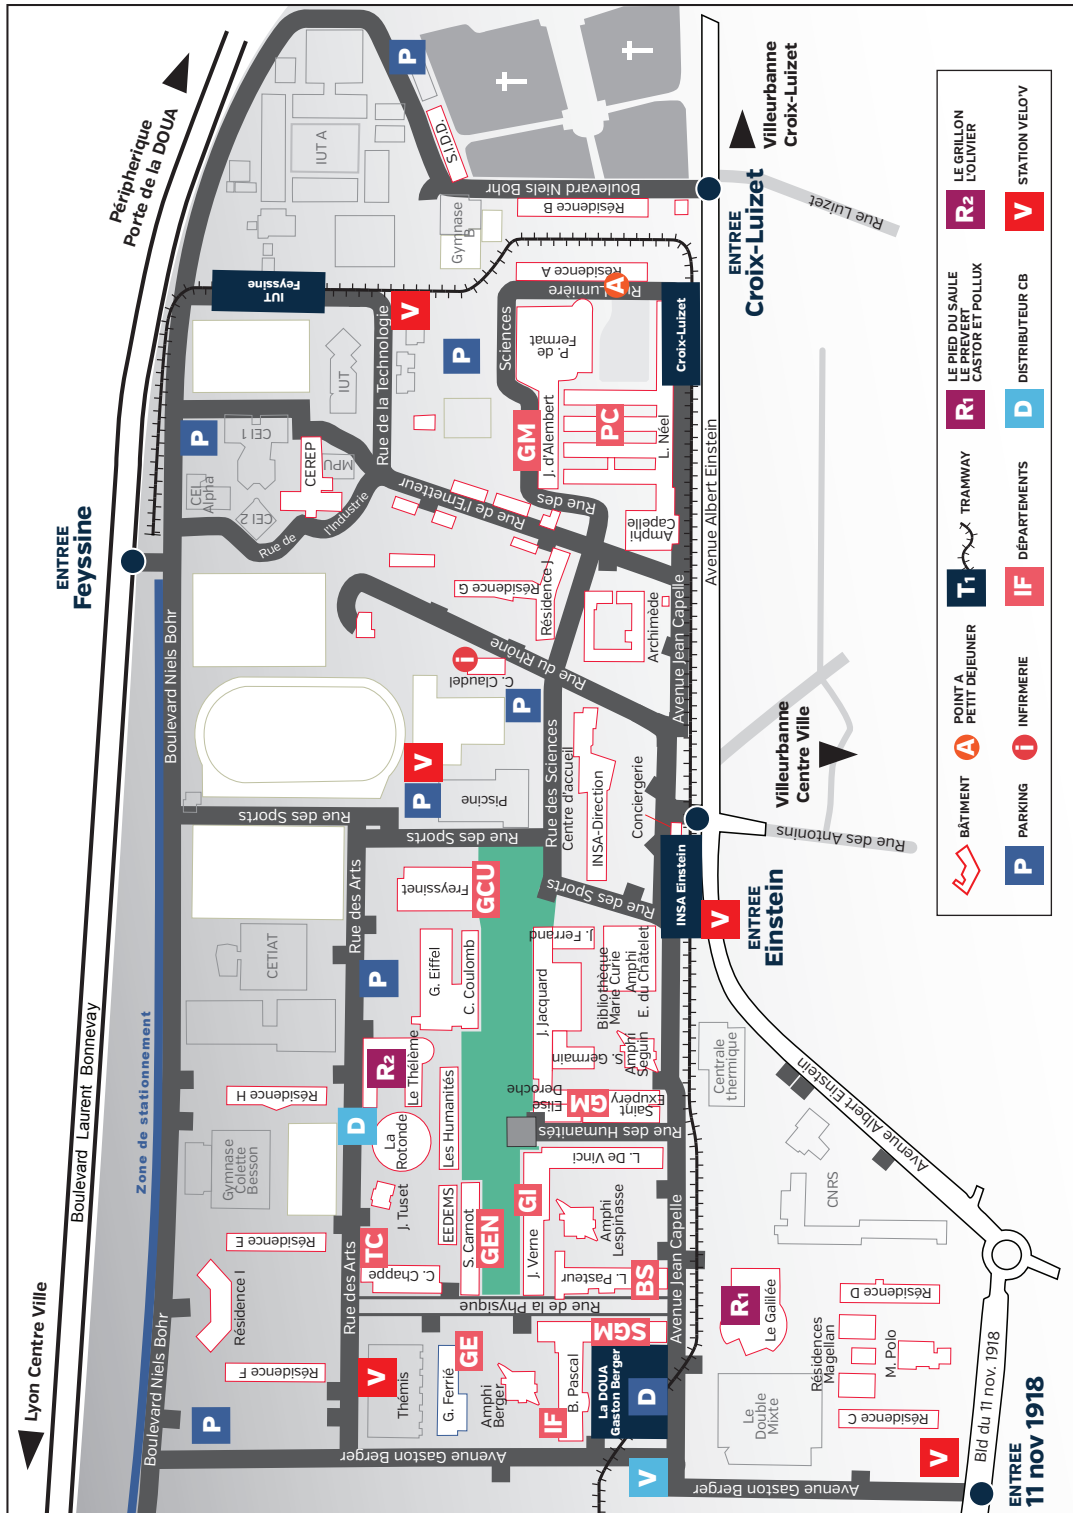 Lyon Centre Ville
Boulevard Laurent Bonnevay
Péripherique
Porte de la DOUA
Zone de stationnement
ENTREE
Feyssine
Boulevard Niels Bohr
Boulevard Niels Bohr
Boulevard Niels Bohr
P
Résidence F
Résidence I
Résidence E
Gymnase
Colette
Besson
Résidence H
CETIAT
Rue des Sports
P
CEI
Alpha
CEI 1
CEI 2
CEREP
MPU
Rue de
l'Industrie
IUT
IUT
Feyssine
IUT A
P
S.I.D.D.
Gymnase
B
Rue des Arts
Rue des Arts
V
Thémis
G. Ferrié
GE
Amphi
Berger
IF
B. Pascal
SGM
La DOUA
Gaston Berger
D
V
Avenue Gaston Berger
Avenue Gaston Berger
Rue de la Physique
TC
C. Chappe
J. Tuset
EEDEMS
S. Carnot
GEN
D
La
Rotonde
Les Humanités
R2
Le Thélème
P
G. Eiffel
C. Coulomb
Freyssinet
GCU
Rue des Sports
J. Verne
GI
L. Pasteur
BS
Amphi
Lespinasse
L. De Vinci
Rue des Humanités
Elise
Deroche
GM
Saint
Exupéry
S. Germain
Amphi
Seguin
J. Jacquard
J. Ferrand
Bibliothèque
Marie Curie
Amphi
E. du Châtelet
Rue des Sports
P
V
Piscine
P
C. Claudel
i
Rue du Rhône
Rue des Sciences
Centre d'accueil
INSA-Direction
Conciergerie
INSA Einstein
V
ENTREE
Einstein
Résidence G
Résidence J
Archimède
Rue de l'Emetteur
Rue de la Technologie
V
P
Rue des
Sciences
GM
J. d'Alembert
P. de
Fermat
PC
L. Néel
Amphi
Capelle
Rue Lumière
A
Résidence A
Résidence B
Croix-Luizet
Avenue Jean Capelle
Avenue Jean Capelle
Avenue Albert Einstein
Avenue Albert Einstein
ENTREE
Croix-Luizet
Villeurbanne
Croix-Luizet
Rue Luizet
Villeurbanne
Centre Ville
Rue des Antonins
Centrale
thermique
CNRS
R1
Le Galilée
Le
Double
Mixte
Résidences
Magellan
Résidence D
M. Polo
Résidence C
V
Bld du 11 nov. 1918
ENTREE
11 nov 1918
BÂTIMENT
A
POINT A
PETIT DEJEUNER
T1
TRAMWAY
R1
LE PIED DU SAULE
LE PREVERT
CASTOR ET POLLUX
R2
LE GRILLON
L'OLIVIER
P
PARKING
i
INFIRMERIE
IF
DÉPARTEMENTS
D
DISTRIBUTEUR CB
V
STATION VELO'V